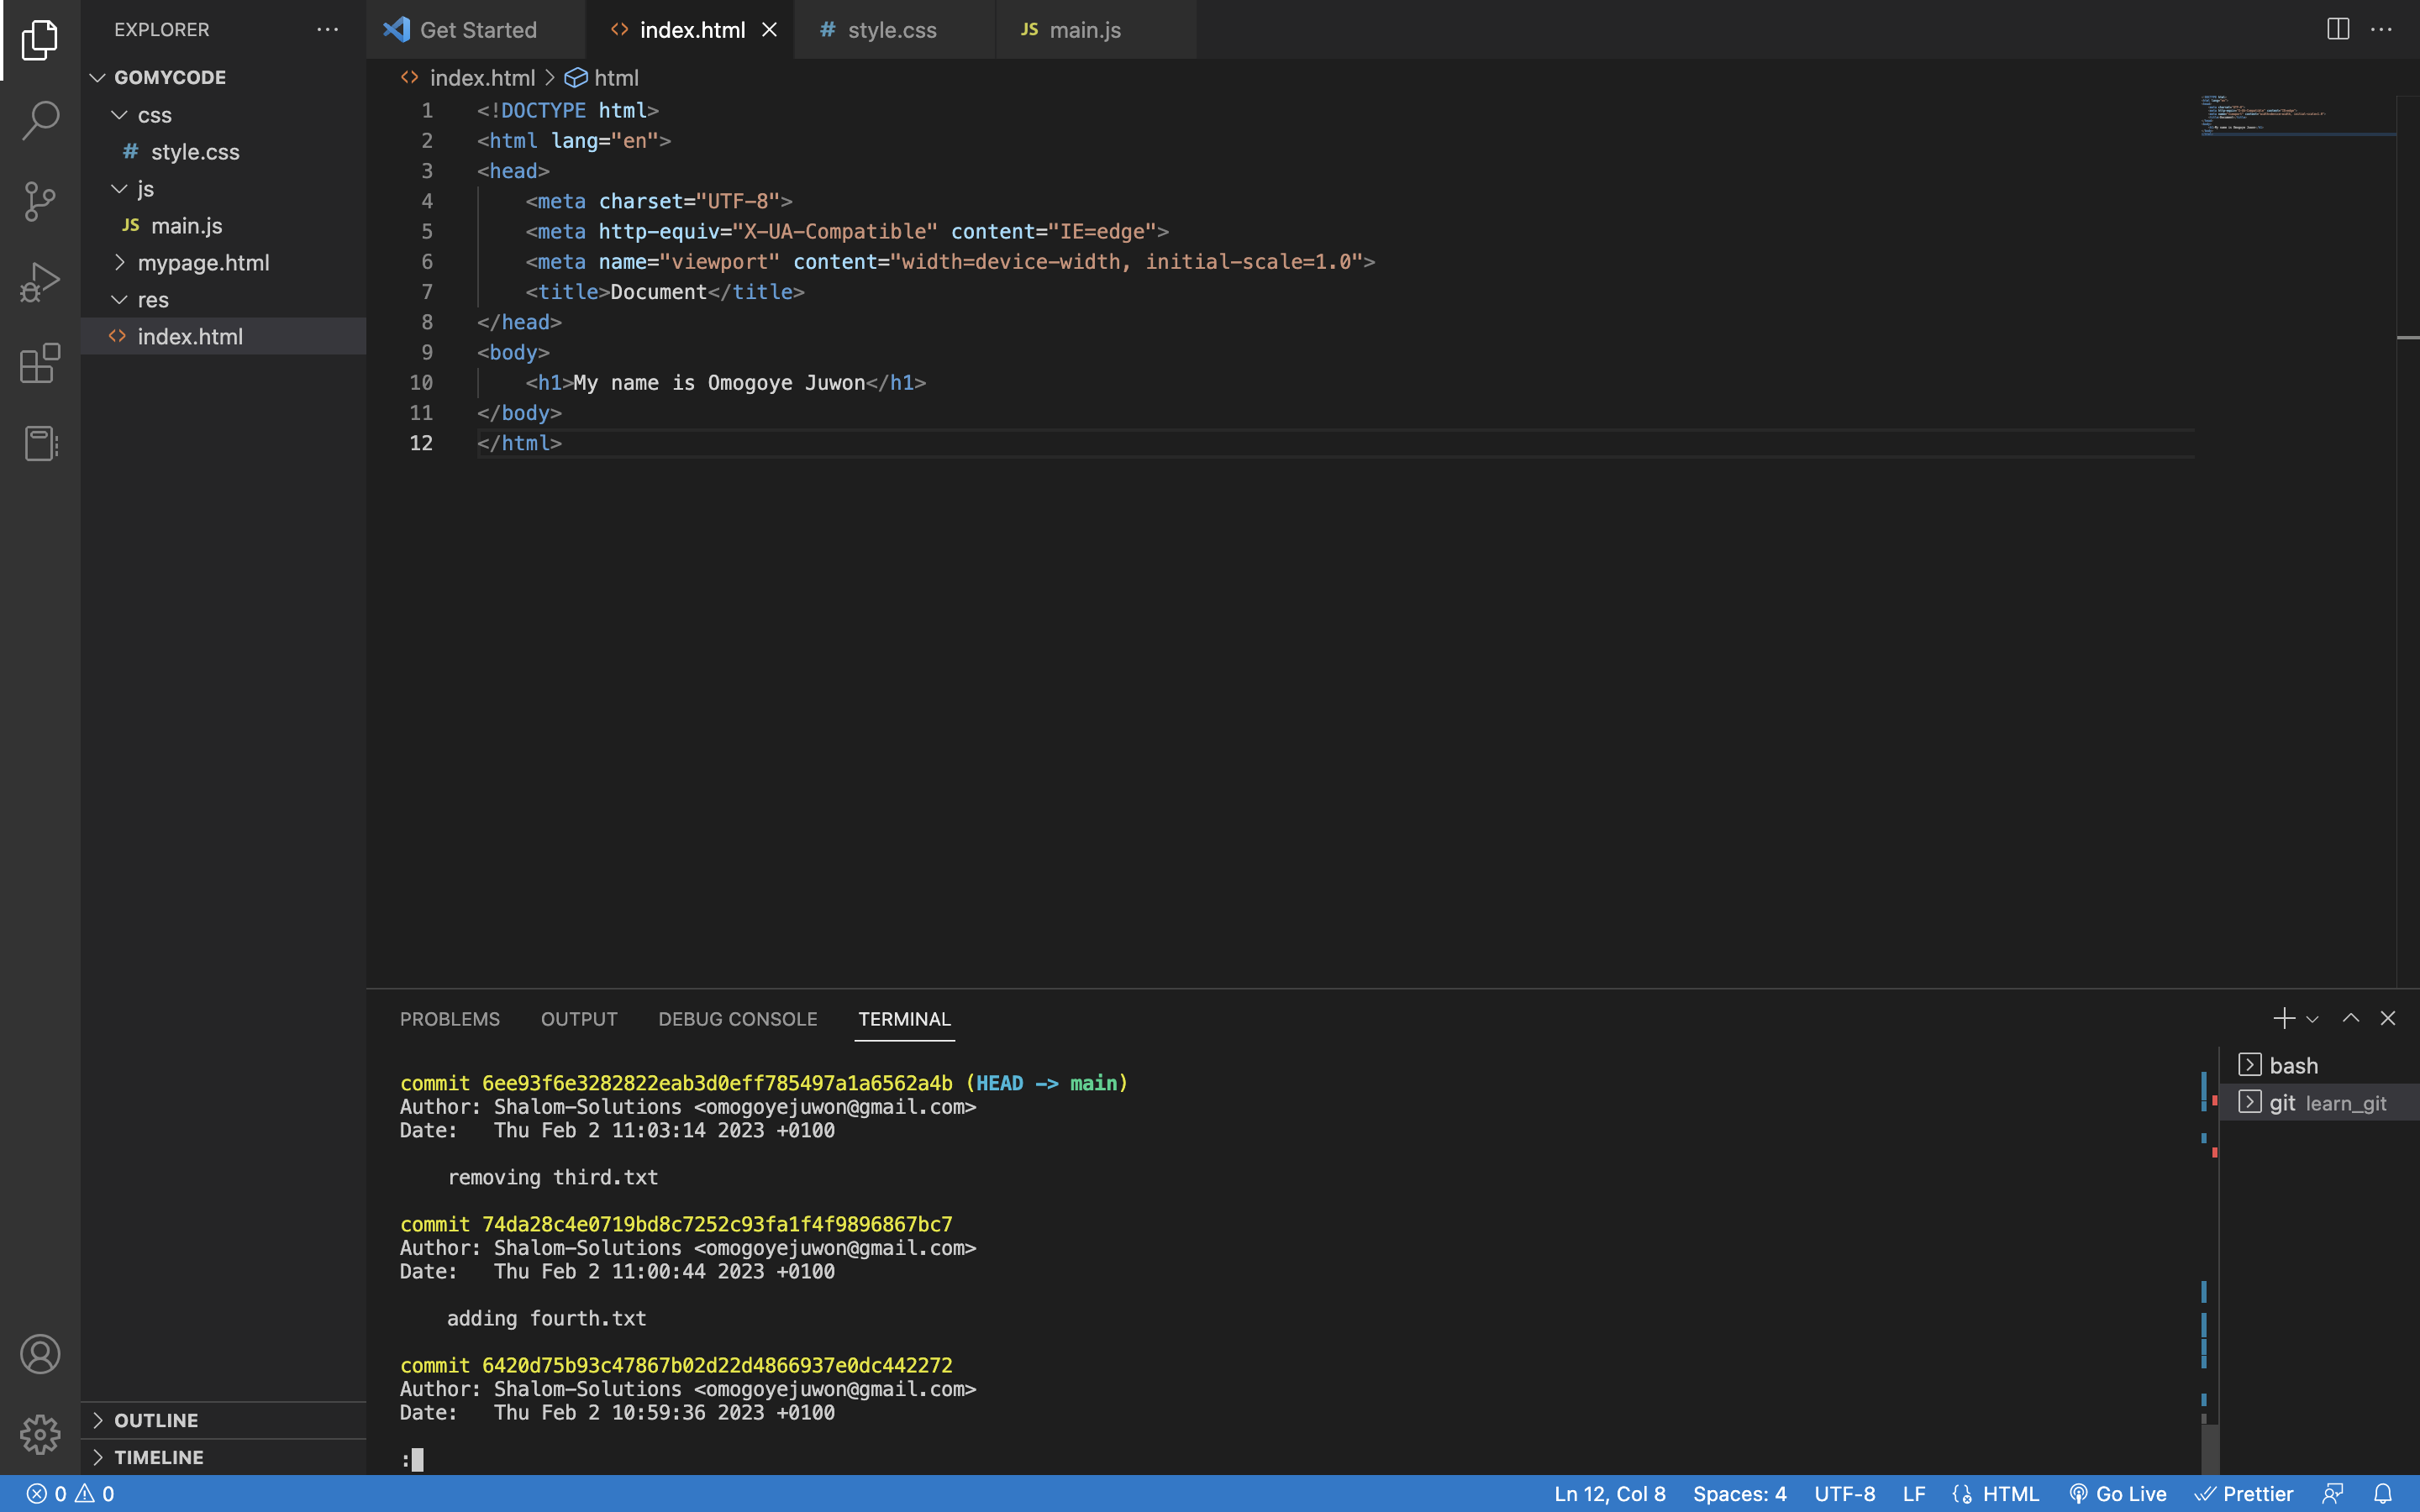 EXPLORER
GOMYCODE
css
# style.css
js
JS main.js
mypage.html
res
<> index.html
OUTLINE
TIMELINE
Get Started
<> index.html
# style.css
JS main.js
<> index.html > html
1 <!DOCTYPE html>
2 <html lang="en">
3 <head>
4     <meta charset="UTF-8">
5     <meta http-equiv="X-UA-Compatible" content="IE=edge">
6     <meta name="viewport" content="width=device-width, initial-scale=1.0">
7     <title>Document</title>
8 </head>
9 <body>
10     <h1>My name is Omogoye Juwon</h1>
11 </body>
12 </html>
PROBLEMS OUTPUT DEBUG CONSOLE TERMINAL
commit 6ee93f6e3282822eab3d0eff785497a1a6562a4b (HEAD -> main)
Author: Shalom-Solutions <omogoyejuwon@gmail.com>
Date:   Thu Feb 2 11:03:14 2023 +0100
    removing third.txt
commit 74da28c4e0719bd8c7252c93fa1f4f9896867bc7
Author: Shalom-Solutions <omogoyejuwon@gmail.com>
Date:   Thu Feb 2 11:00:44 2023 +0100
    adding fourth.txt
commit 6420d75b93c47867b02d22d4866937e0dc442272
Author: Shalom-Solutions <omogoyejuwon@gmail.com>
Date:   Thu Feb 2 10:59:36 2023 +0100
:
bash
git learn_git
0 0 Ln 12, Col 8 Spaces: 4 UTF-8 LF HTML Go Live Prettier